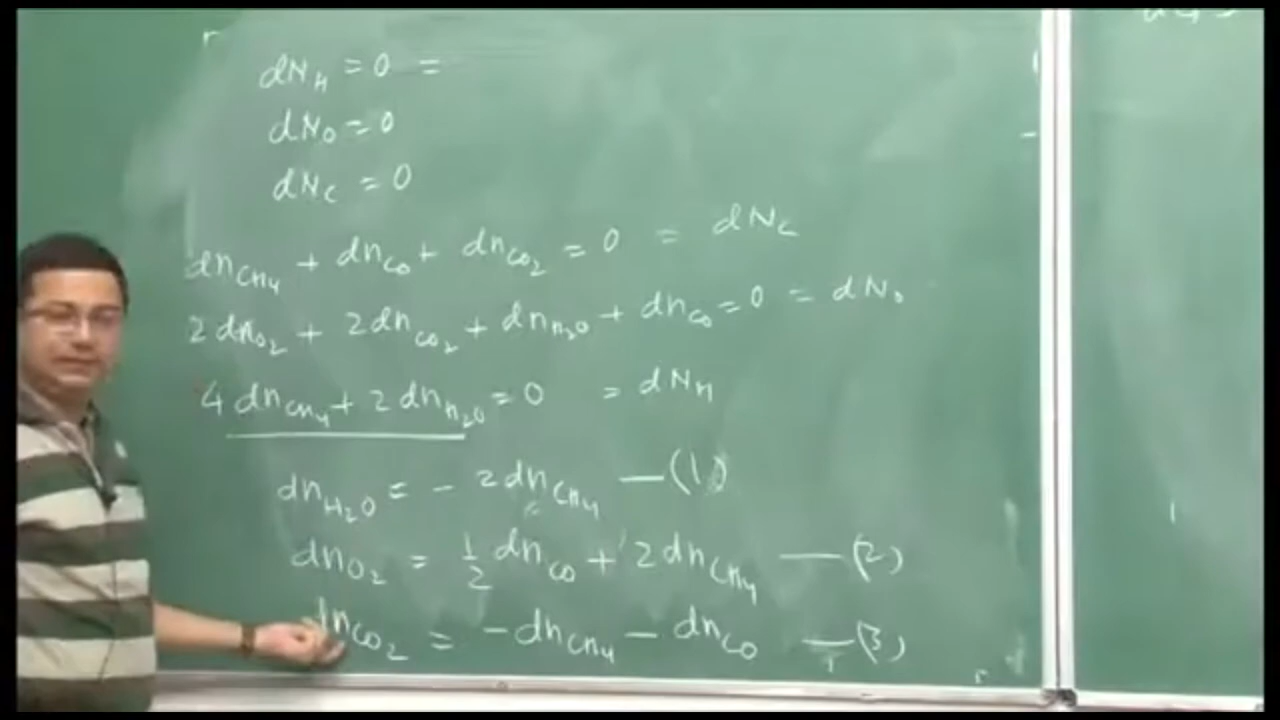 dN_H = 0 =
dN_O = 0
dN_C = 0
dn_CH4 + dn_CO + dn_CO2 = 0 = dN_C
2 dn_O2 + 2 dn_CO2 + dn_H2O + dn_CO = 0 = dN_O
4 dn_CH4 + 2 dn_H2O = 0 = dN_H
dn_H2O = - 2 dn_CH4 —(1)
dn_O2 = 1/2 dn_CO + 2 dn_CH4 —(2)
dn_CO2 = - dn_CH4 - dn_CO —(3)